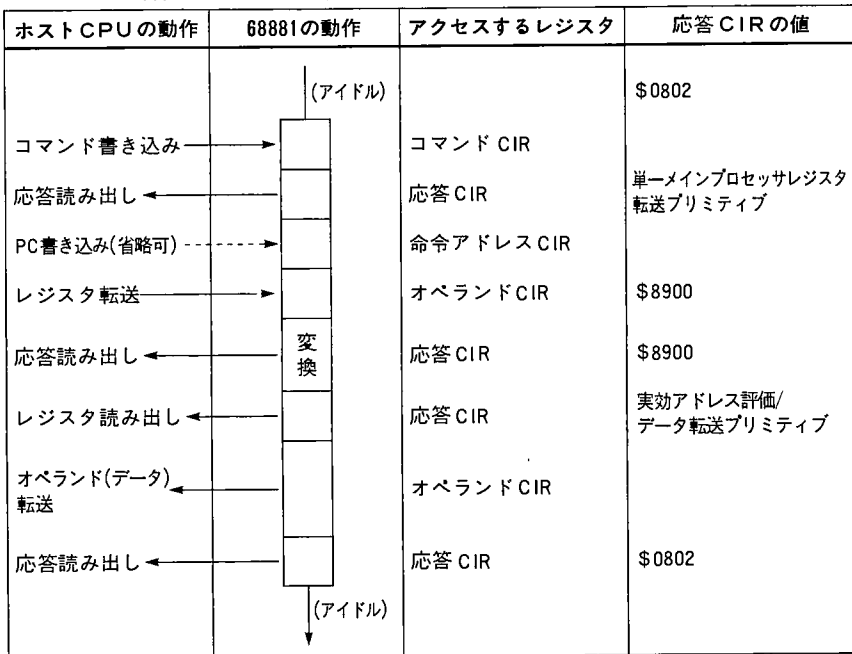 ホストCPUの動作 68881の動作 アクセスするレジスタ 応答CIRの値
(アイドル) $0802
コマンド書き込み コマンドCIR
応答読み出し 応答CIR 単一メインプロセッサレジスタ
転送プリミティブ
PC書き込み(省略可) 命令アドレスCIR
レジスタ転送 オペランドCIR $8900
応答読み出し 変換 応答CIR $8900
レジスタ読み出し 応答CIR 実効アドレス評価/
データ転送プリミティブ
オペランド(データ)
転送 オペランドCIR
応答読み出し 応答CIR $0802
(アイドル)